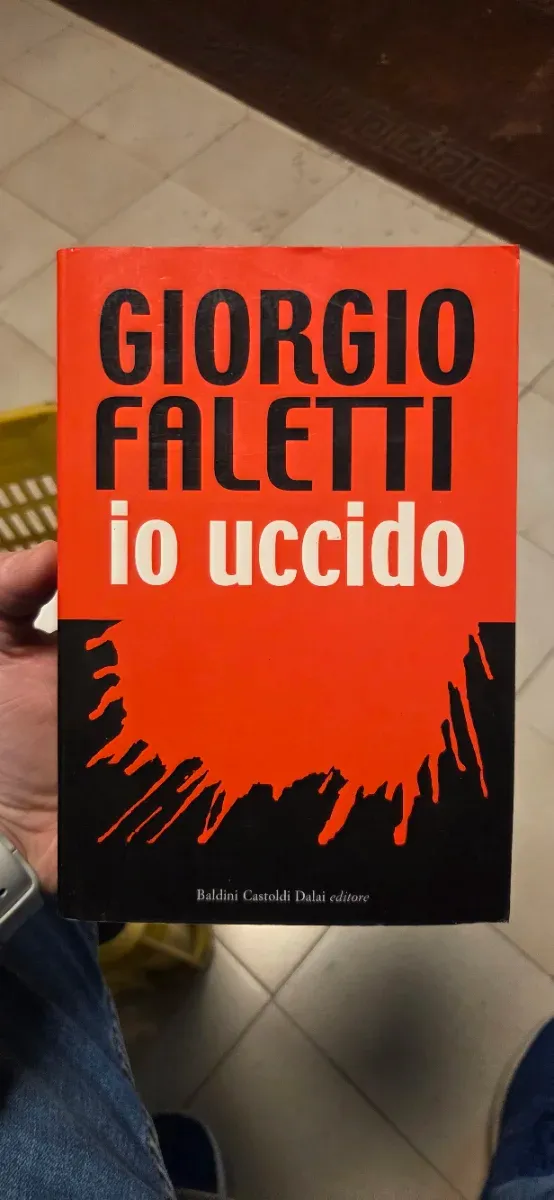 GIORGIO
FALETTI
io uccido
Baldini Castoldi Dalai editore